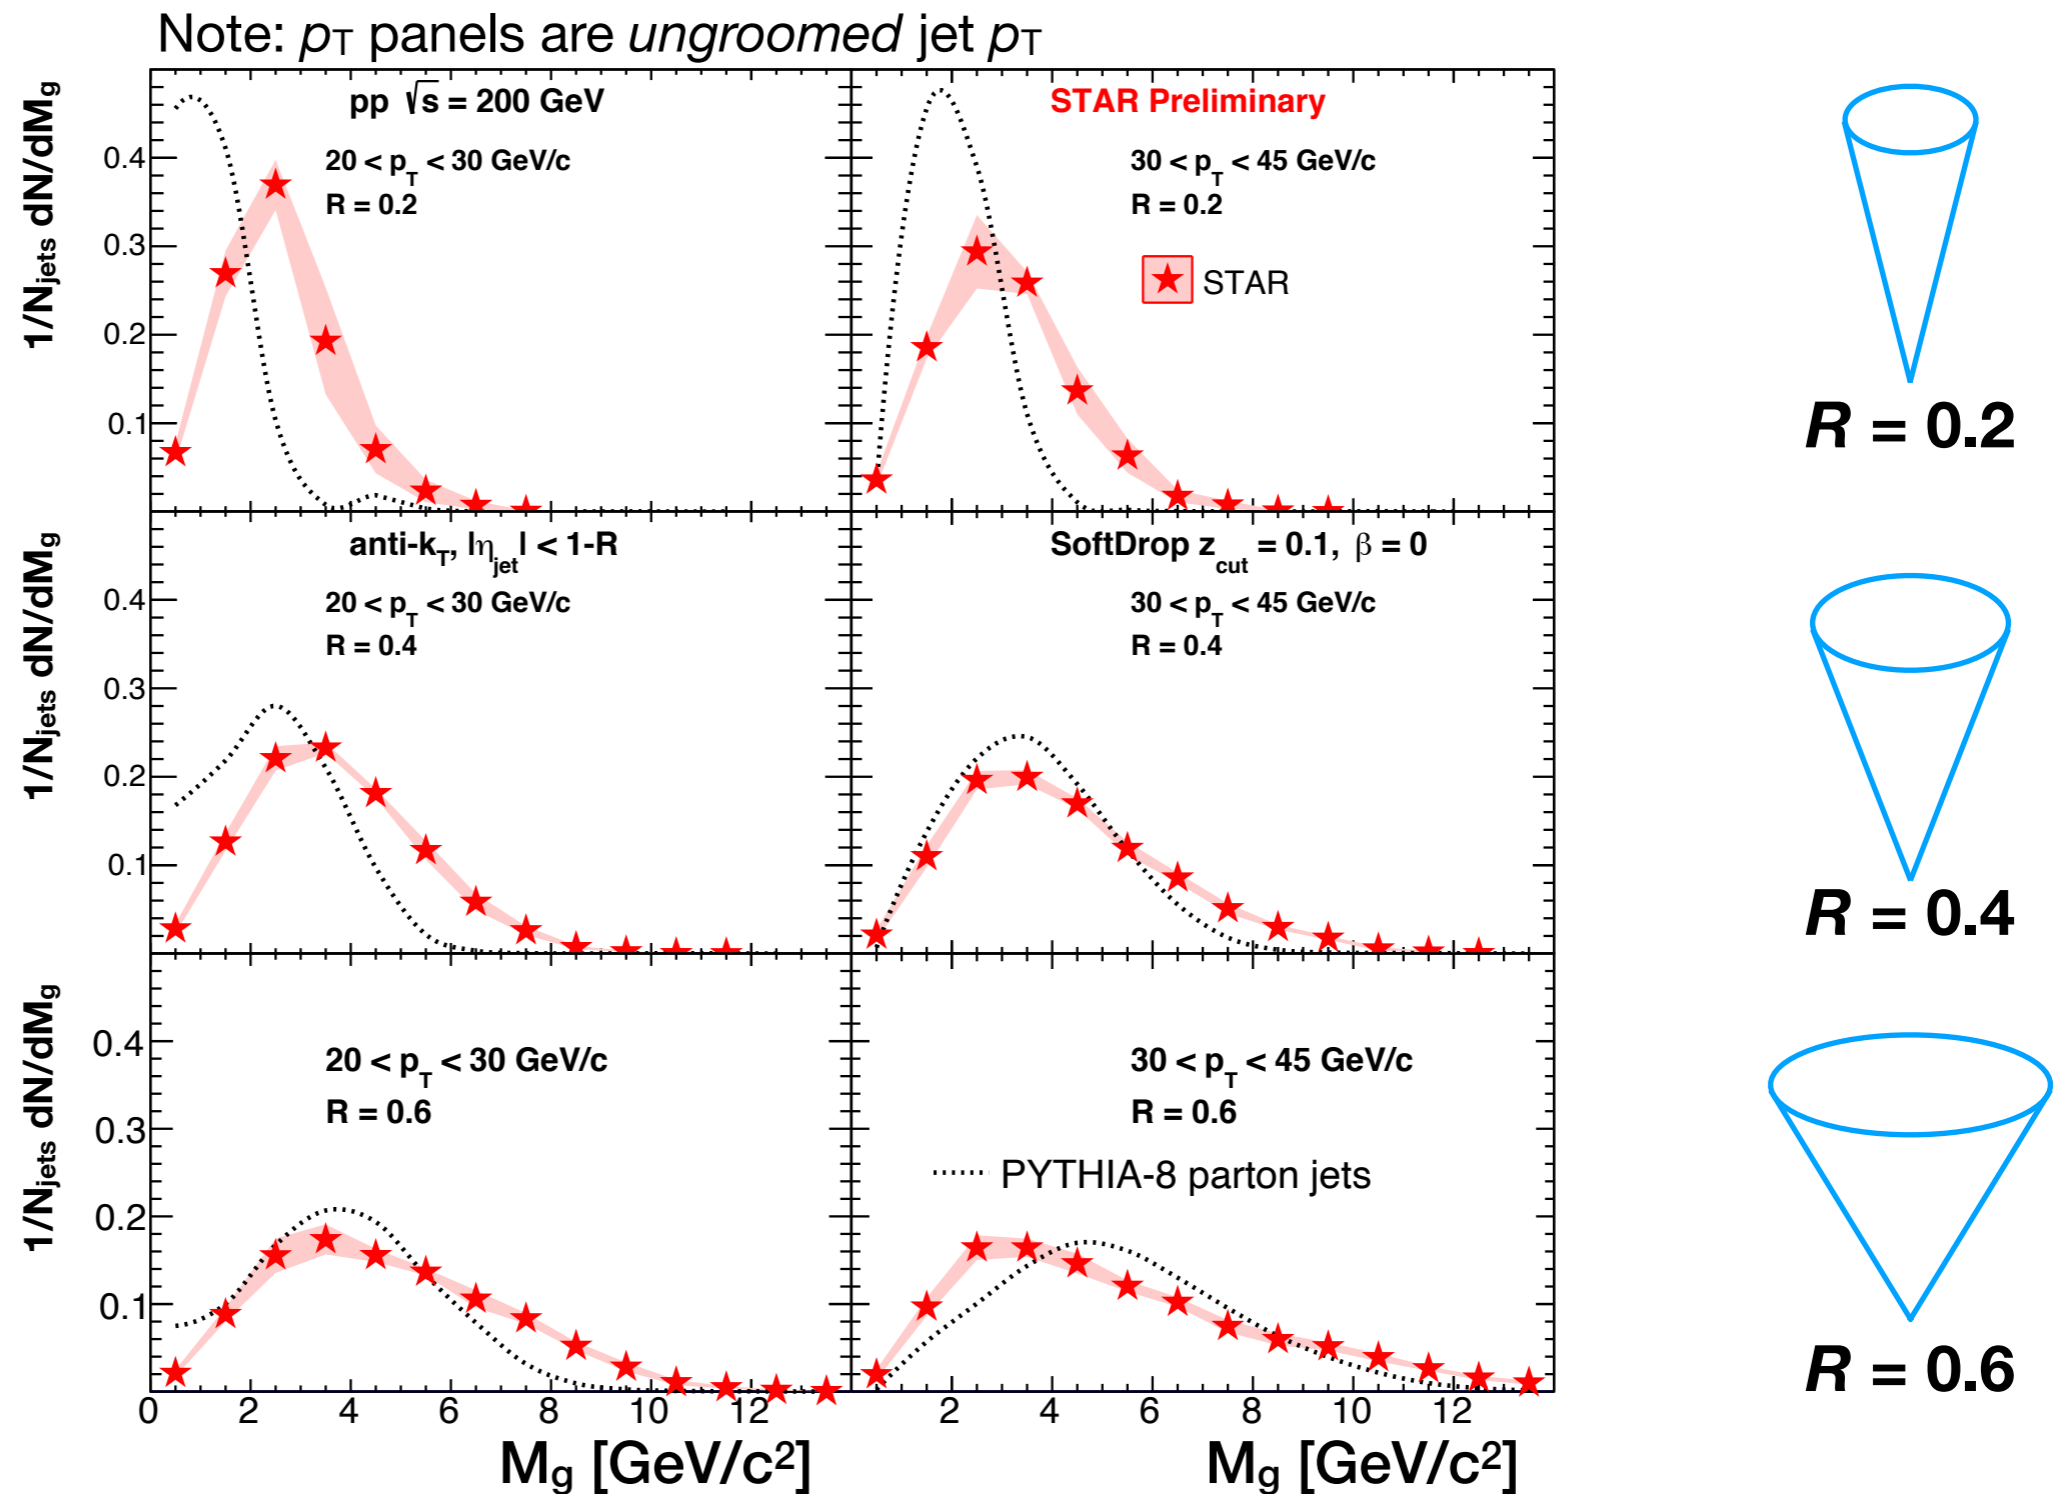 Note: pT panels are ungroomed jet pT
pp √s = 200 GeV
STAR Preliminary
20 < pT < 30 GeV/c
R = 0.2
30 < pT < 45 GeV/c
R = 0.2
STAR
1/Njets dN/dMg
0.4
0.3
0.2
0.1
R = 0.2
anti-kT, |ηjet| < 1-R
SoftDrop zcut = 0.1, β = 0
20 < pT < 30 GeV/c
R = 0.4
30 < pT < 45 GeV/c
R = 0.4
1/Njets dN/dMg
0.4
0.3
0.2
0.1
R = 0.4
20 < pT < 30 GeV/c
R = 0.6
30 < pT < 45 GeV/c
R = 0.6
PYTHIA-8 parton jets
1/Njets dN/dMg
0.4
0.3
0.2
0.1
R = 0.6
0 2 4 6 8 10 12
2 4 6 8 10 12
Mg [GeV/c²]
Mg [GeV/c²]